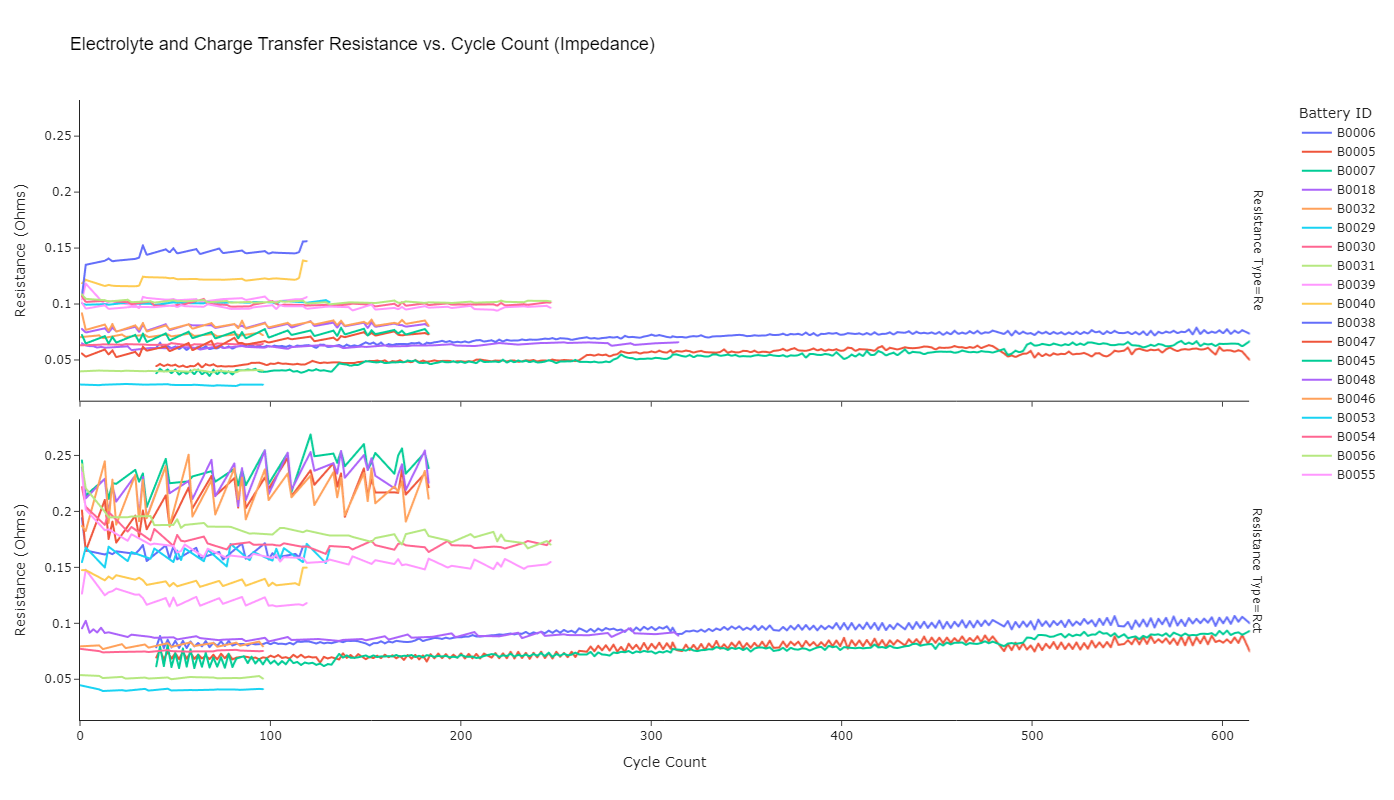 Electrolyte and Charge Transfer Resistance vs. Cycle Count (Impedance)
Resistance (Ohms)
0.25
0.2
0.15
0.1
0.05
Resistance Type=Re
Resistance (Ohms)
0.25
0.2
0.15
0.1
0.05
Resistance Type=Rct
0
100
200
300
400
500
600
Cycle Count
Battery ID
B0006
B0005
B0007
B0018
B0032
B0029
B0030
B0031
B0039
B0040
B0038
B0047
B0045
B0048
B0046
B0053
B0054
B0056
B0055